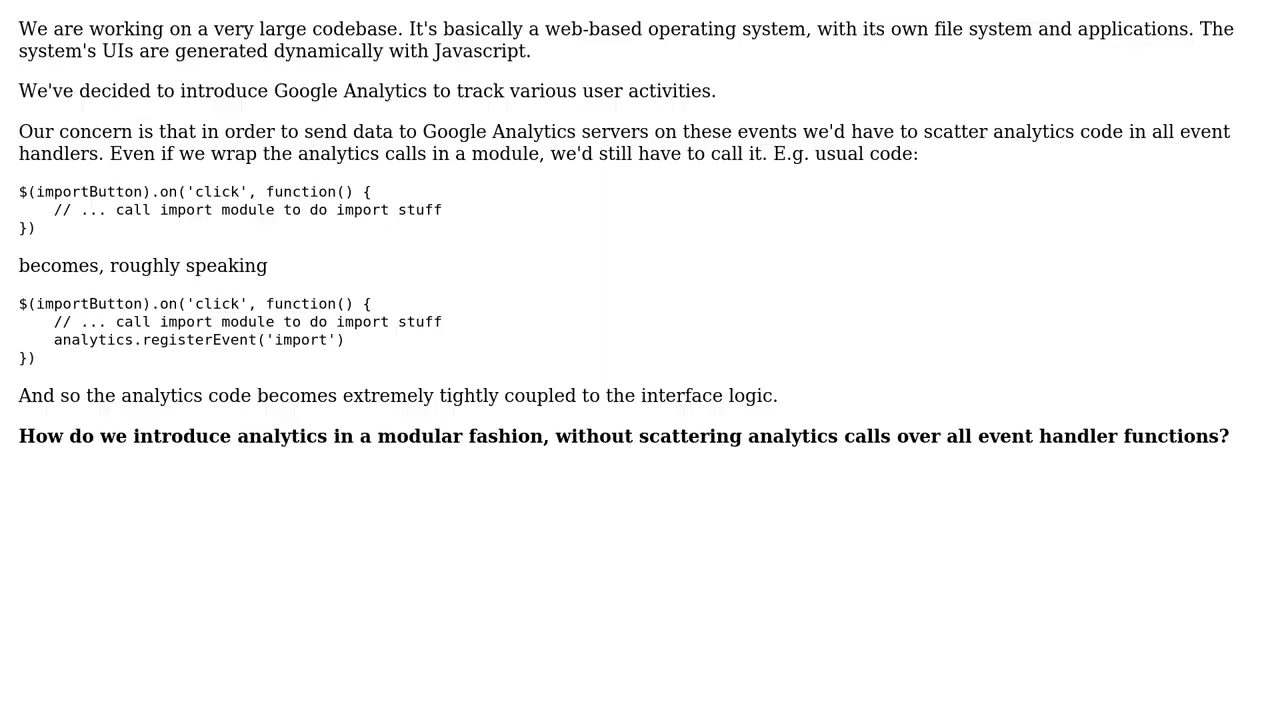 We are working on a very large codebase. It's basically a web-based operating system, with its own file system and applications. The
system's UIs are generated dynamically with Javascript.
We've decided to introduce Google Analytics to track various user activities.
Our concern is that in order to send data to Google Analytics servers on these events we'd have to scatter analytics code in all event
handlers. Even if we wrap the analytics calls in a module, we'd still have to call it. E.g. usual code:
$(importButton).on('click', function() {
    // ... call import module to do import stuff
})
becomes, roughly speaking
$(importButton).on('click', function() {
    // ... call import module to do import stuff
    analytics.registerEvent('import')
})
And so the analytics code becomes extremely tightly coupled to the interface logic.
How do we introduce analytics in a modular fashion, without scattering analytics calls over all event handler functions?